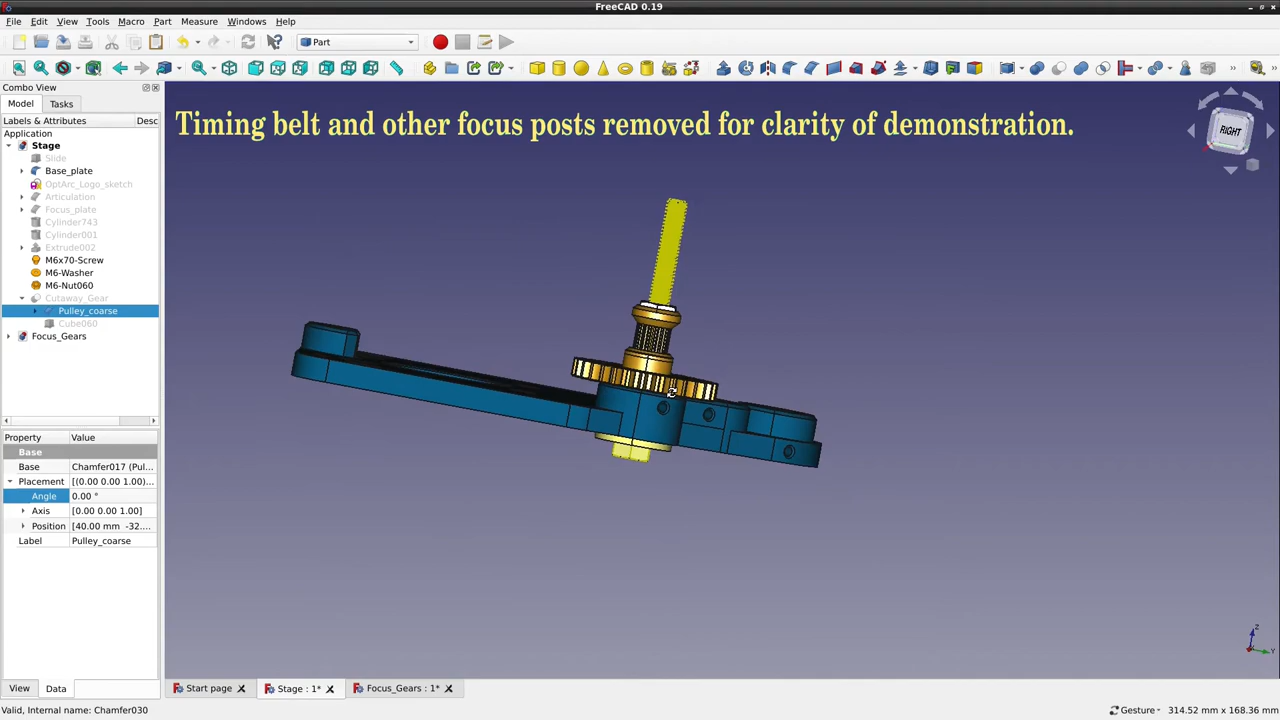 FreeCAD 0.19
File Edit View Tools Macro Part Measure Windows Help
Part
Combo View
Model Tasks
Labels & Attributes Desc
Application
Stage
Slide
Base_plate
OptArc_Logo_sketch
Articulation
Focus_plate
Cylinder743
Cylinder001
Extrude002
M6x70-Screw
M6-Washer
M6-Nut060
Cutaway_Gear
Pulley_coarse
Cube060
Focus_Gears
Timing belt and other focus posts removed for clarity of demonstration.
RIGHT
Property Value
Base
Base Chamfer017 (Pul...
Placement [(0.00 0.00 1.00)...
Angle 0.00 °
Axis [0.00 0.00 1.00]
Position [40.00 mm -32....
Label Pulley_coarse
Z
Y
View Data
Start page Stage : 1* Focus_Gears : 1*
Valid, Internal name: Chamfer030
Gesture 314.52 mm x 168.36 mm